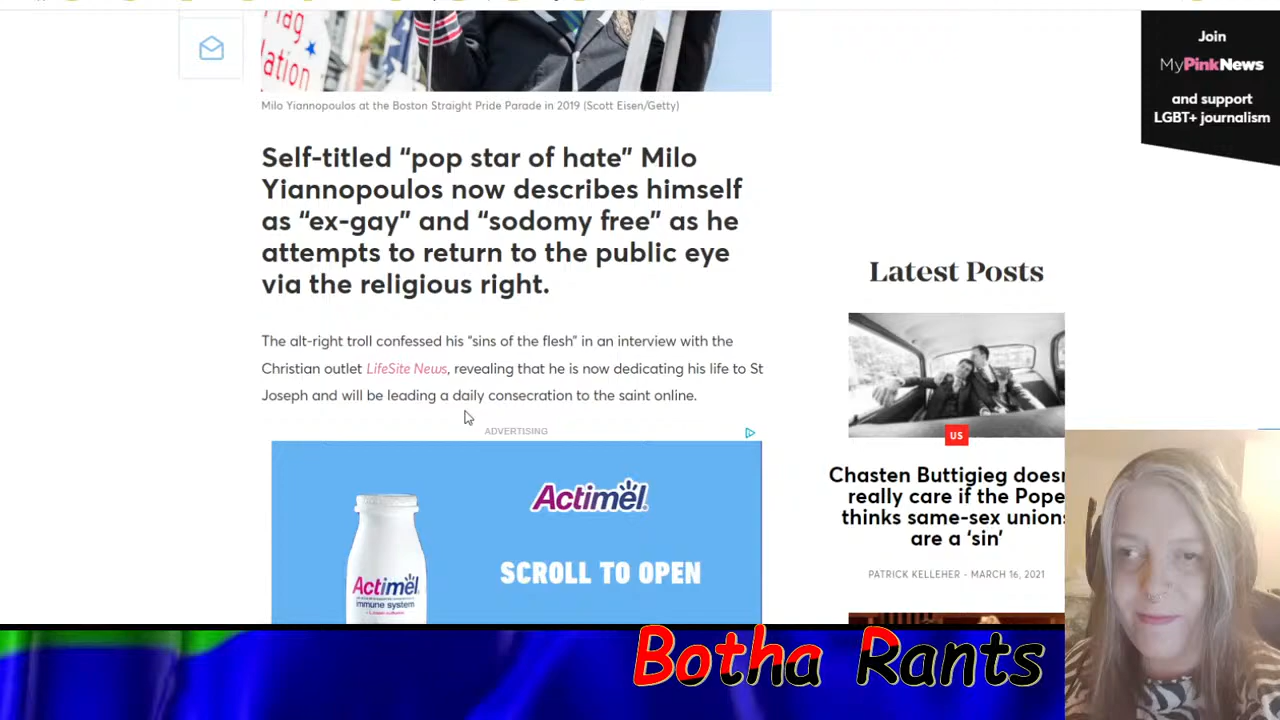 Flag
Nation
Milo Yiannopoulos at the Boston Straight Pride Parade in 2019 (Scott Eisen/Getty)
Self-titled “pop star of hate” Milo
Yiannopoulos now describes himself
as “ex-gay” and “sodomy free” as he
attempts to return to the public eye
via the religious right.
The alt-right troll confessed his “sins of the flesh” in an interview with the
Christian outlet LifeSite News, revealing that he is now dedicating his life to St
Joseph and will be leading a daily consecration to the saint online.
ADVERTISING
Actimel
SCROLL TO OPEN
Actimel
immune system
Join
MyPinkNews
and support
LGBT+ journalism
Latest Posts
US
Chasten Buttigieg does
really care if the Pope
thinks same-sex unions
are a ‘sin’
PATRICK KELLEHER - MARCH 16, 2021
Botha Rants